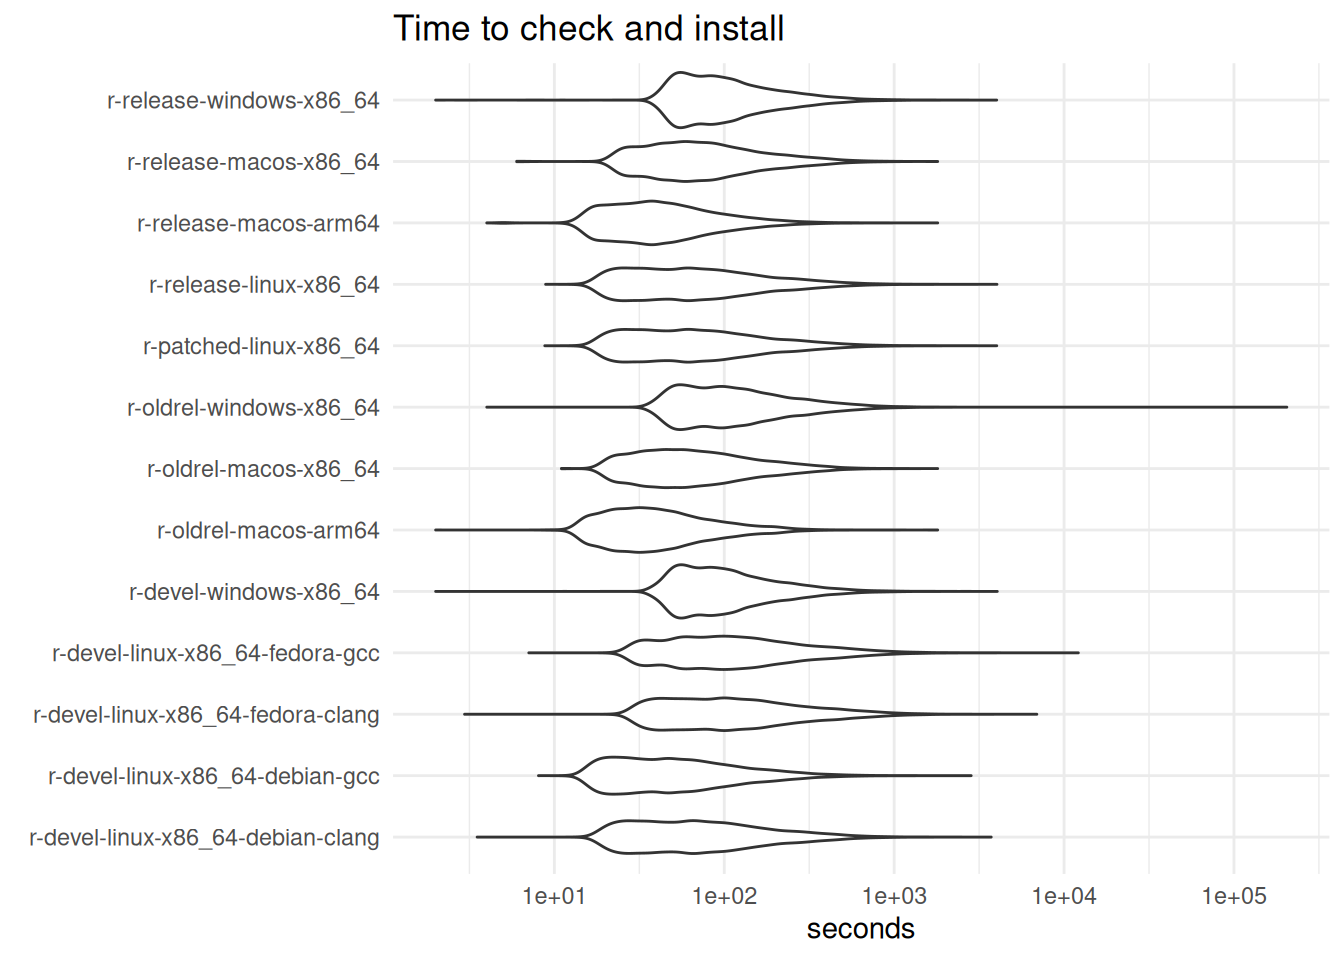 Time to check and install
r-release-windows-x86_64
r-release-macos-x86_64
r-release-macos-arm64
r-release-linux-x86_64
r-patched-linux-x86_64
r-oldrel-windows-x86_64
r-oldrel-macos-x86_64
r-oldrel-macos-arm64
r-devel-windows-x86_64
r-devel-linux-x86_64-fedora-gcc
r-devel-linux-x86_64-fedora-clang
r-devel-linux-x86_64-debian-gcc
r-devel-linux-x86_64-debian-clang
1e+01 1e+02 1e+03 1e+04 1e+05
seconds